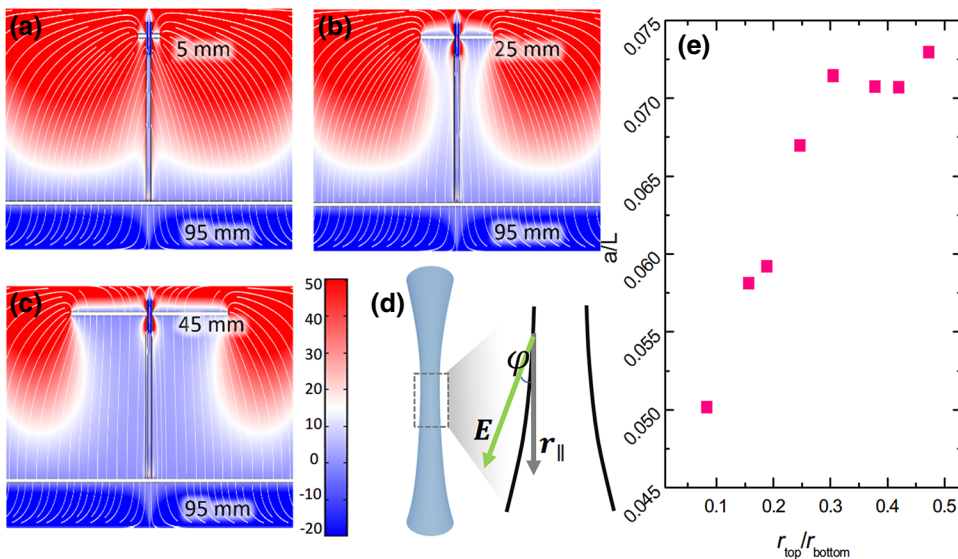 (a)
5 mm
95 mm
(b)
25 mm
95 mm
(c)
45 mm
95 mm
50
40
30
20
10
0
-10
-20
(d)
φ
E
r∥
(e)
a/L
0.075
0.070
0.065
0.060
0.055
0.050
0.045
0.1 0.2 0.3 0.4 0.5
r_top/r_bottom